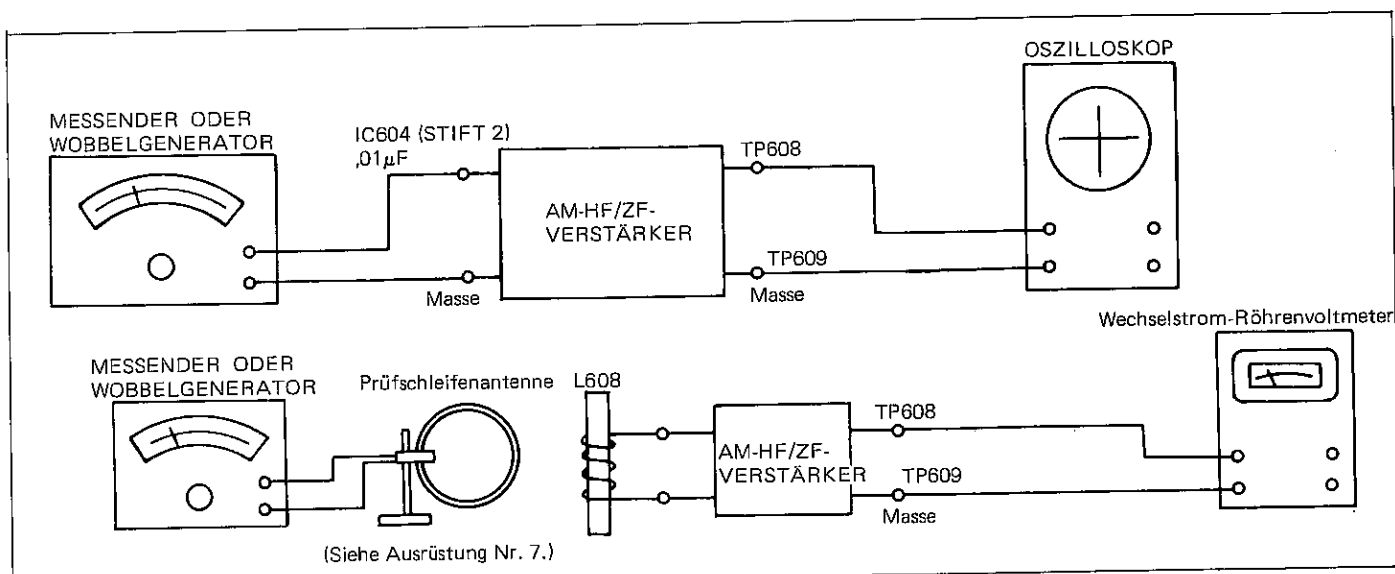 OSZILLOSKOP
MESSENDER ODER
WOBBELGENERATOR
IC604 (STIFT 2)
,01µF
TP608
AM-HF/ZF-
VERSTÄRKER
TP609
Masse
Masse
Wechselstrom-Röhrenvoltmeter
MESSENDER ODER
WOBBELGENERATOR
Prüfschleifenantenne
L608
TP608
AM-HF/ZF-
VERSTÄRKER
TP609
Masse
(Siehe Ausrüstung Nr. 7.)